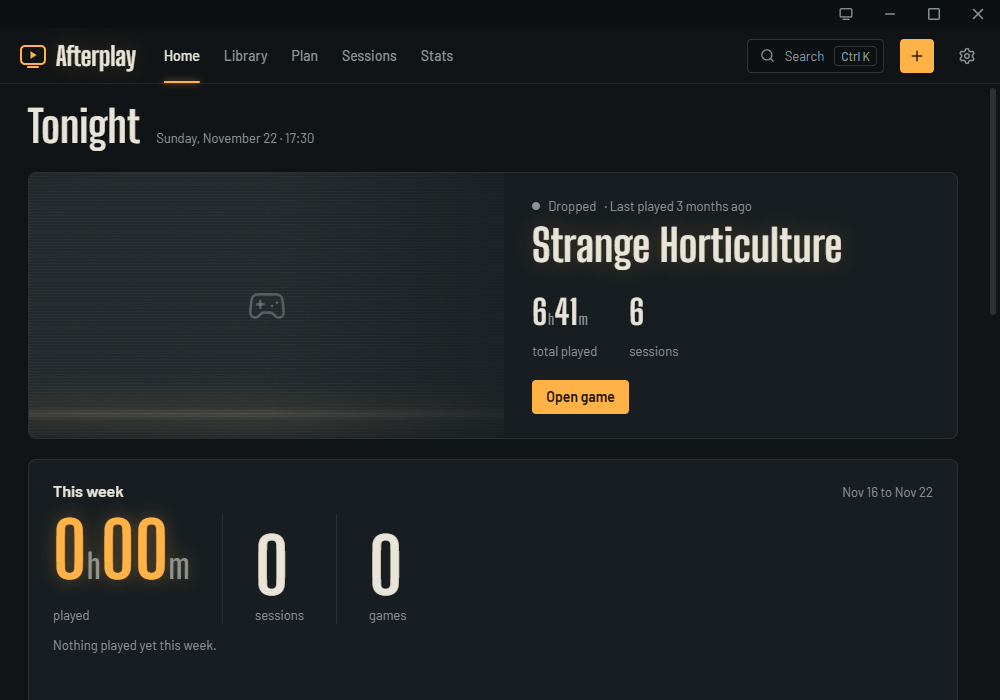 Afterplay
Home Library Plan Sessions Stats
Search Ctrl K
Tonight Sunday, November 22 · 17:30
Dropped · Last played 3 months ago
Strange Horticulture
6h41m 6
total played sessions
Open game
This week Nov 16 to Nov 22
0h00m 0 0
played sessions games
Nothing played yet this week.